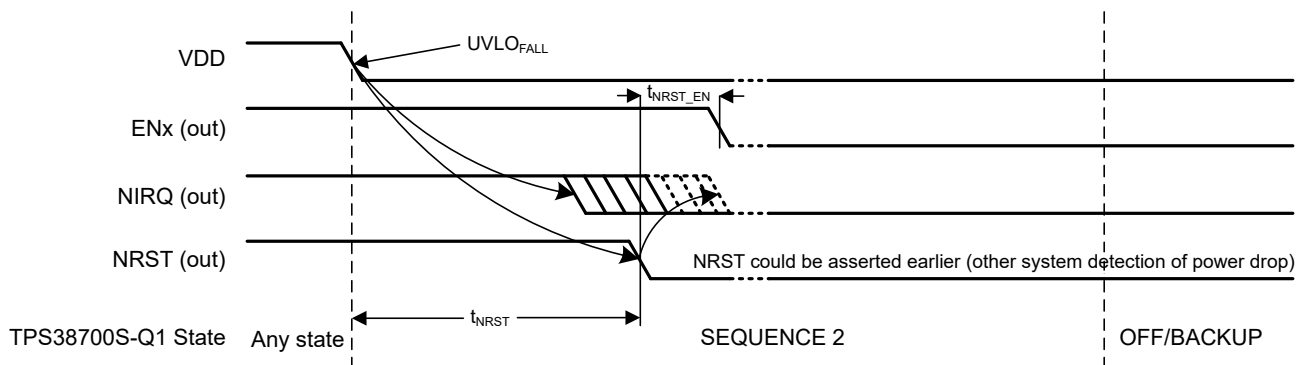 VDD
UVLOFALL
tNRST_EN
ENx (out)
NIRQ (out)
NRST (out)
NRST could be asserted earlier (other system detection of power drop)
tNRST
TPS38700S-Q1 State
Any state
SEQUENCE 2
OFF/BACKUP